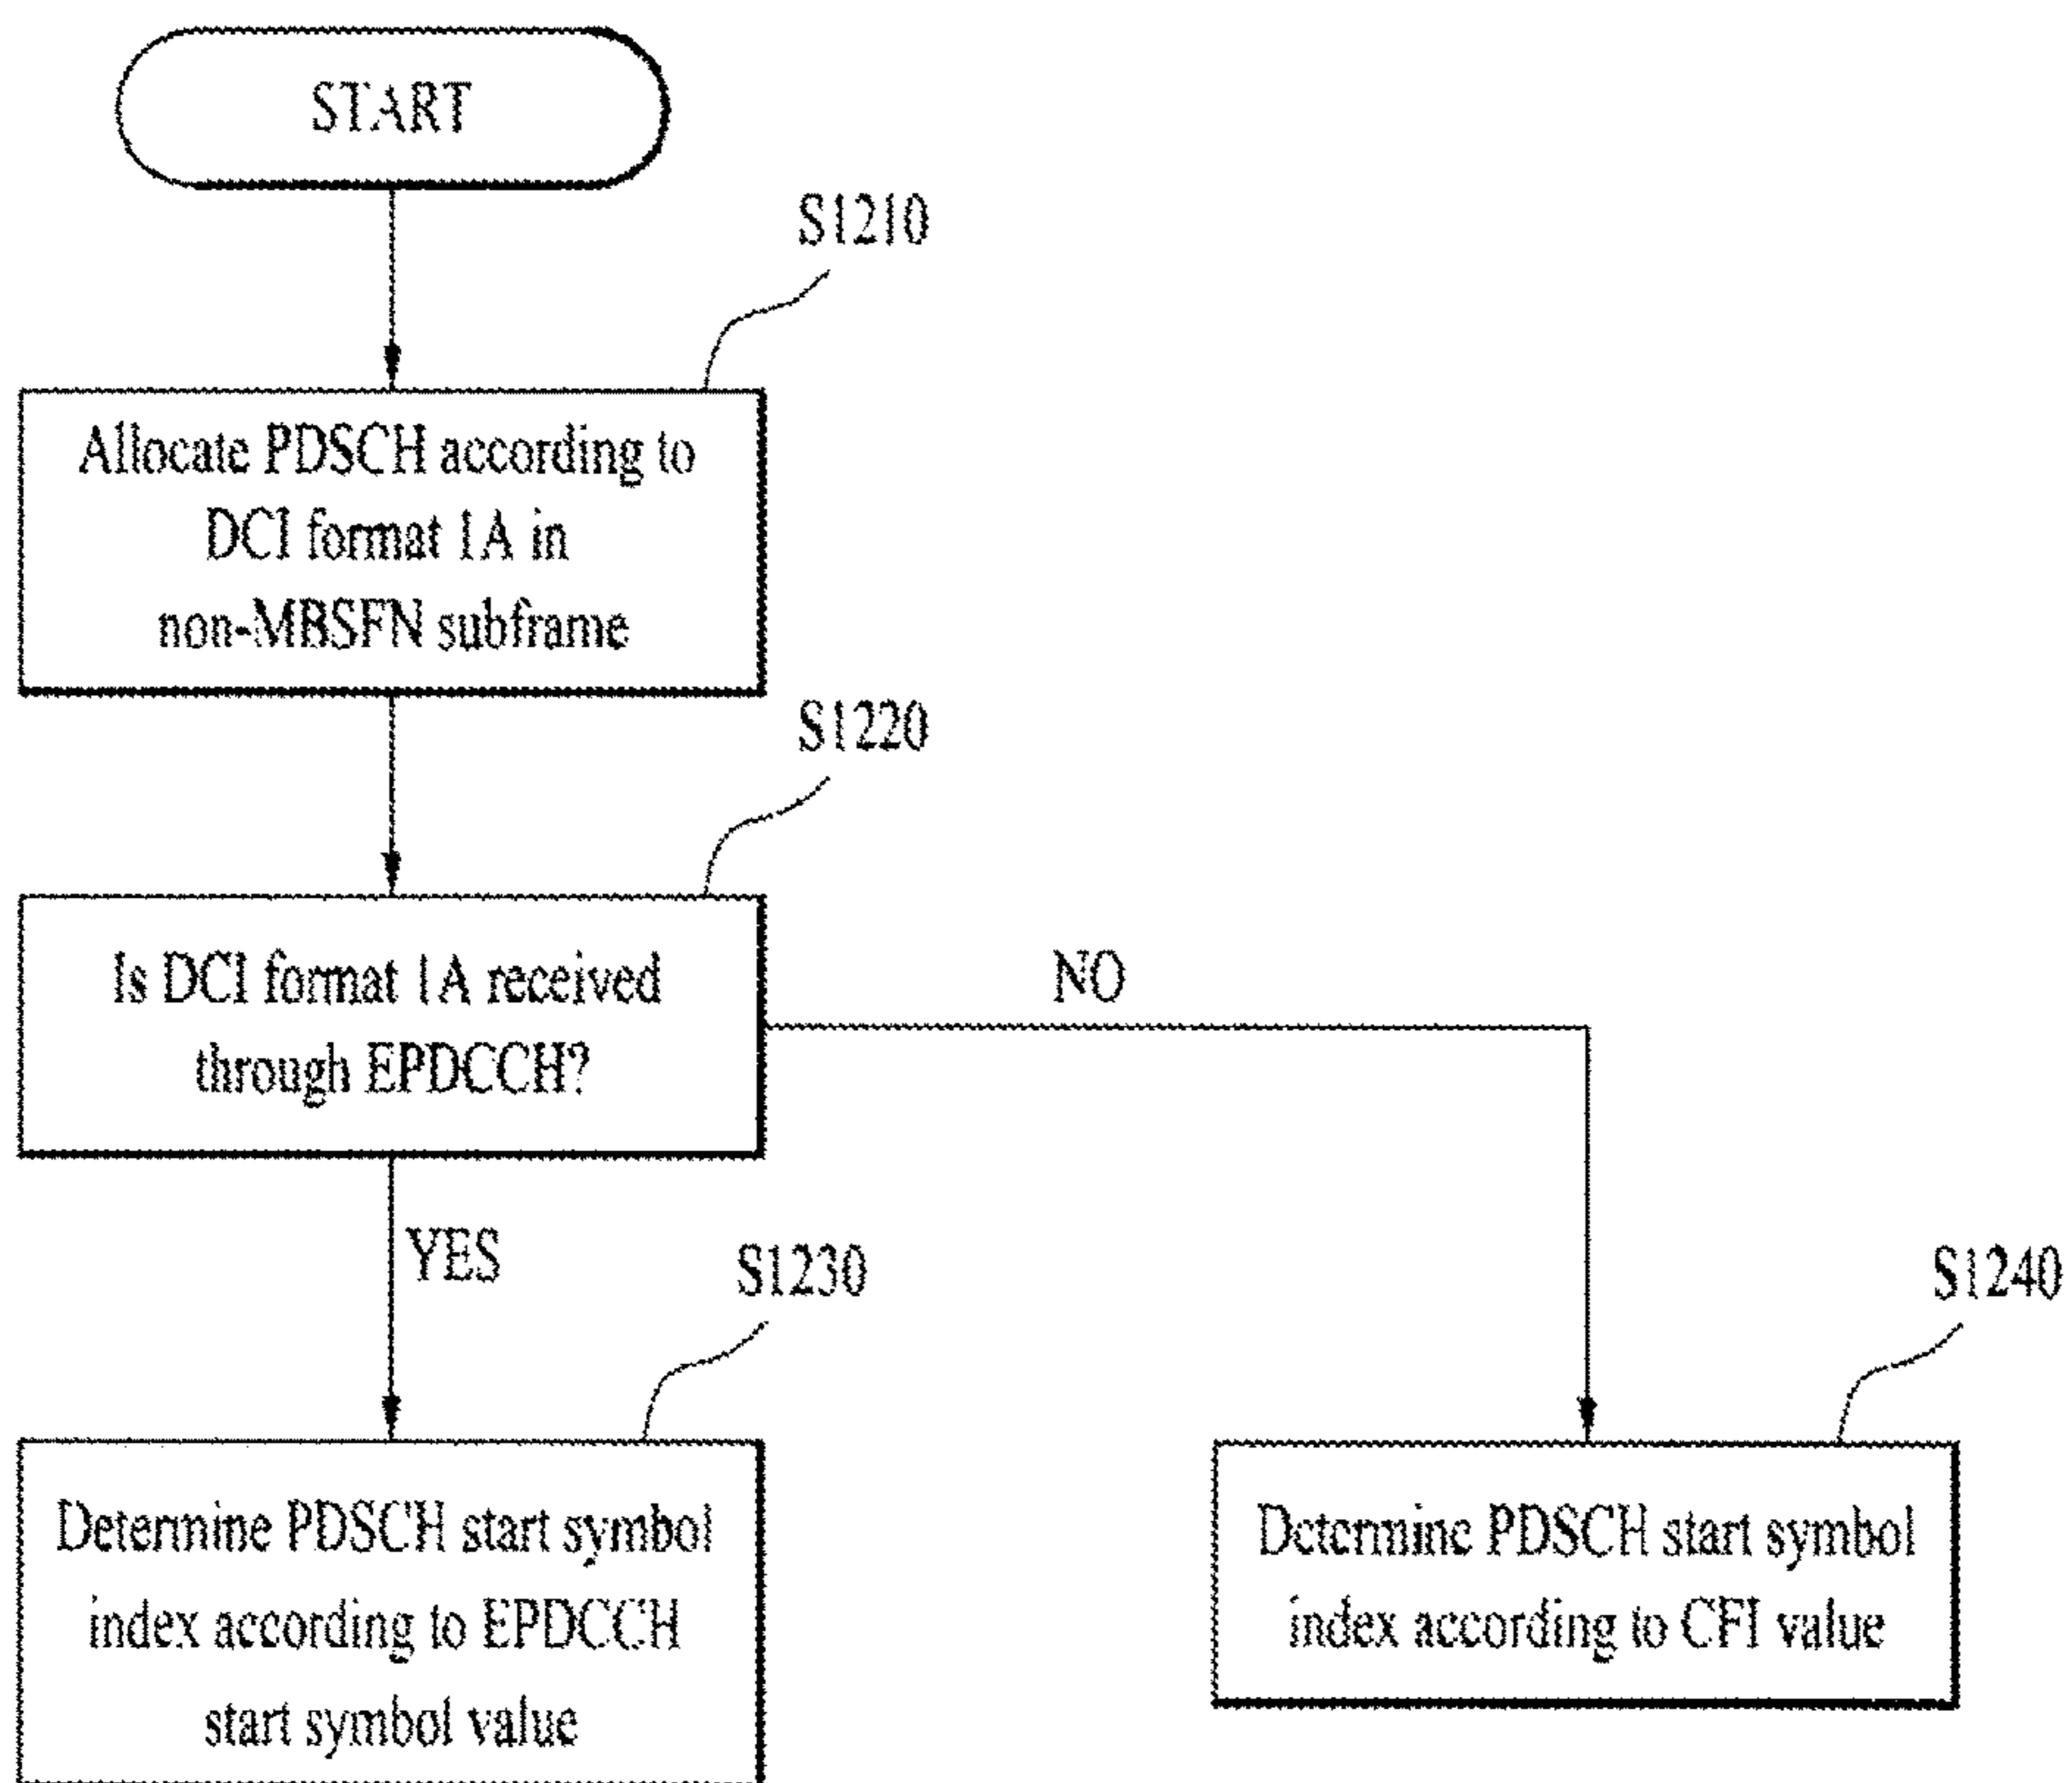 START
S1210
Allocate PDSCH according to
DCI format 1A in
non-MBSFN subframe
S1220
Is DCI format 1A received
through EPDCCH?
NO
YES
S1230
S1240
Determine PDSCH start symbol
index according to EPDCCH
start symbol value
Determine PDSCH start symbol
index according to CFI value